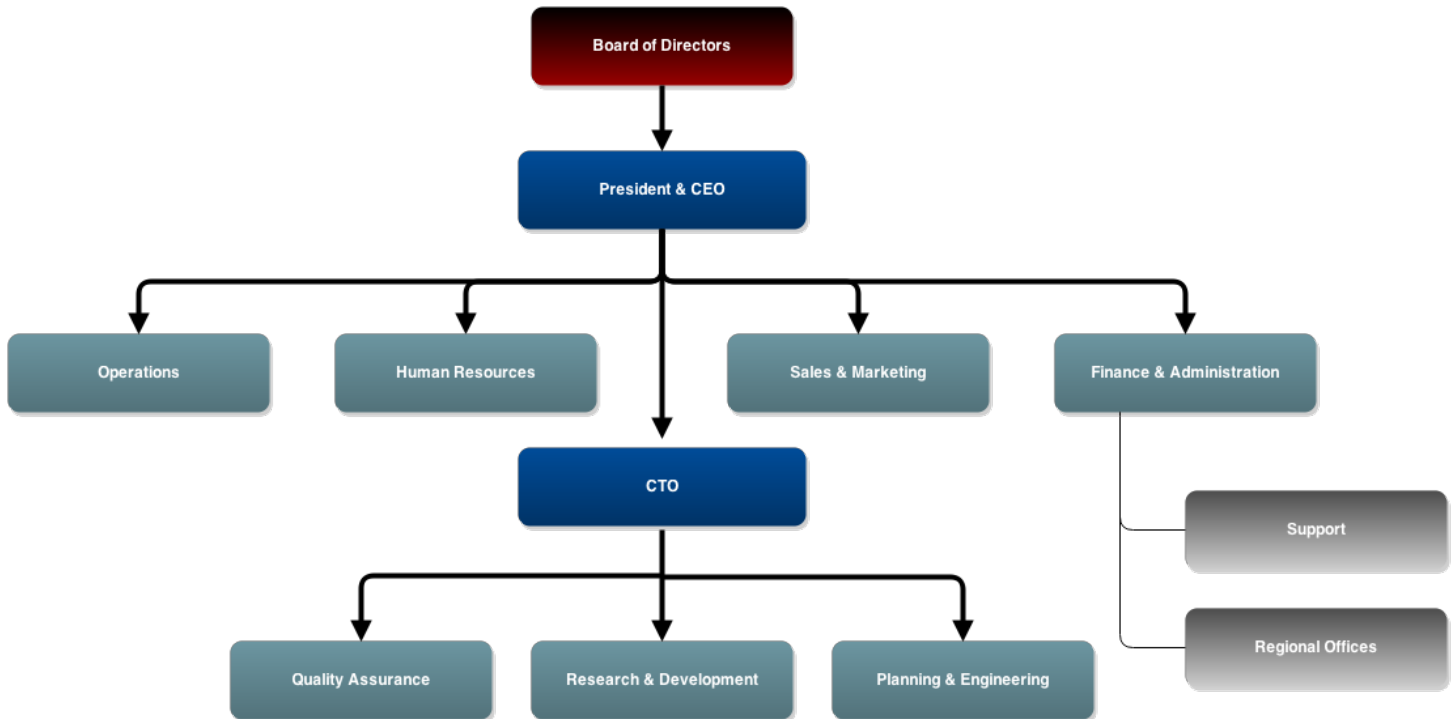 Board of Directors
President & CEO
Operations
Human Resources
Sales & Marketing
Finance & Administration
CTO
Support
Regional Offices
Quality Assurance
Research & Development
Planning & Engineering